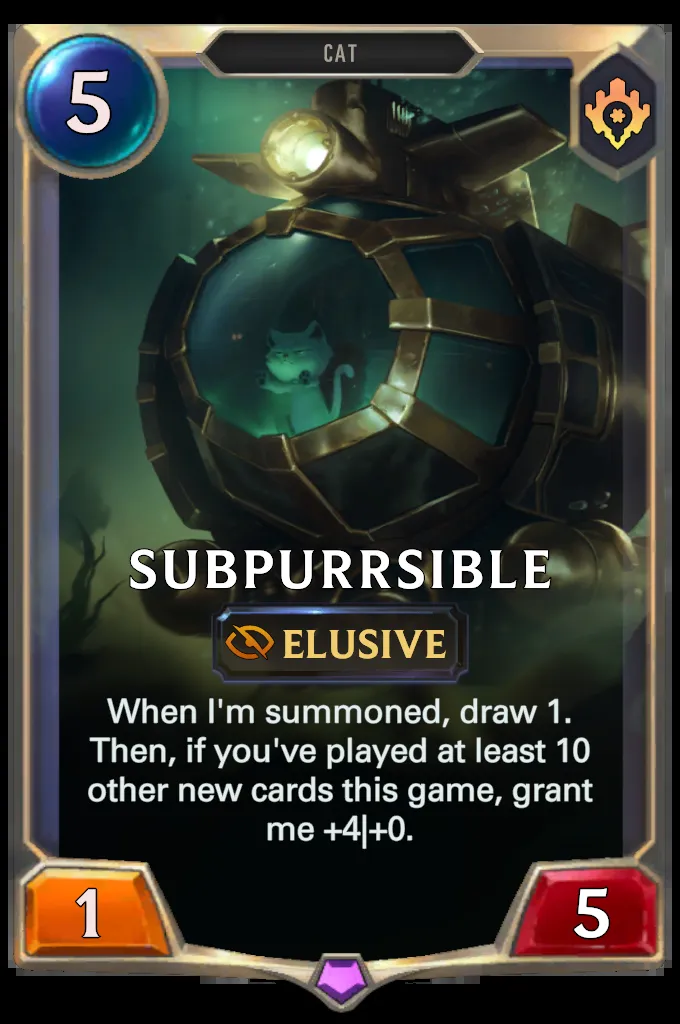 CAT
5
SUBPURRSIBLE
ELUSIVE
When I'm summoned, draw 1.
Then, if you've played at least 10
other new cards this game, grant
me +4|+0.
1
5